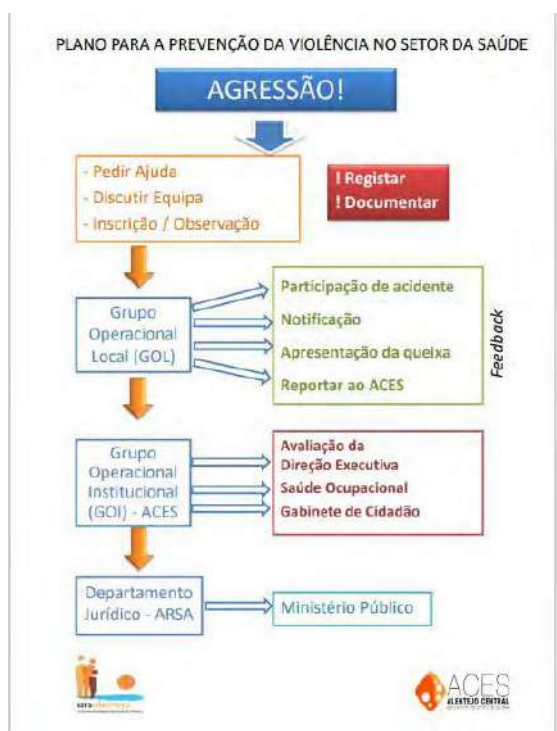 PLANO PARA A PREVENÇÃO DA VIOLÊNCIA NO SETOR DA SAÚDE
AGRESSÃO!
- Pedir Ajuda
- Discutir Equipa
- Inscrição / Observação
! Registar
! Documentar
Grupo
Operacional
Local (GOL)
Participação de acidente
Notificação
Apresentação da queixa
Reportar ao ACES
Feedback
Grupo
Operacional
Institucional
(GOI) - ACES
Avaliação da
Direção Executiva
Saúde Ocupacional
Gabinete de Cidadão
Departamento
Jurídico - ARSA
Ministério Público
ACES
ALENTEJO CENTRAL